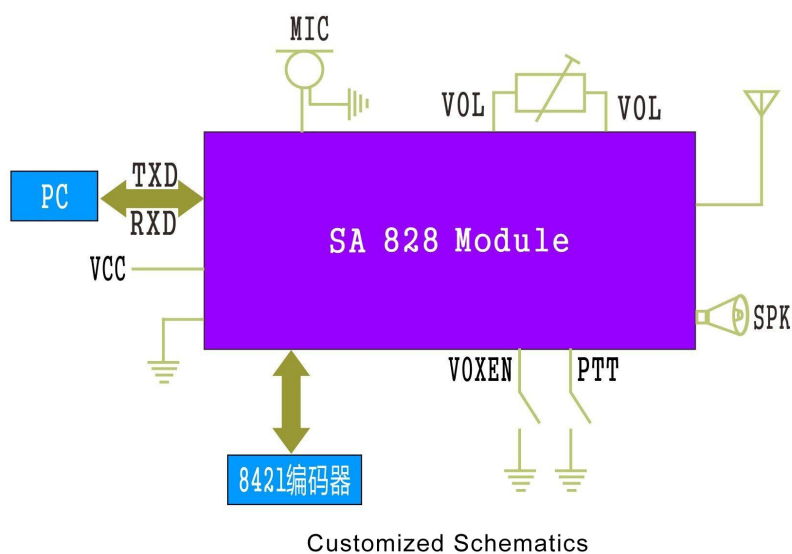 MIC
VOL
VOL
TXD
PC
RXD
SA 828 Module
VCC
SPK
VOXEN
PTT
8421编码器
Customized Schematics